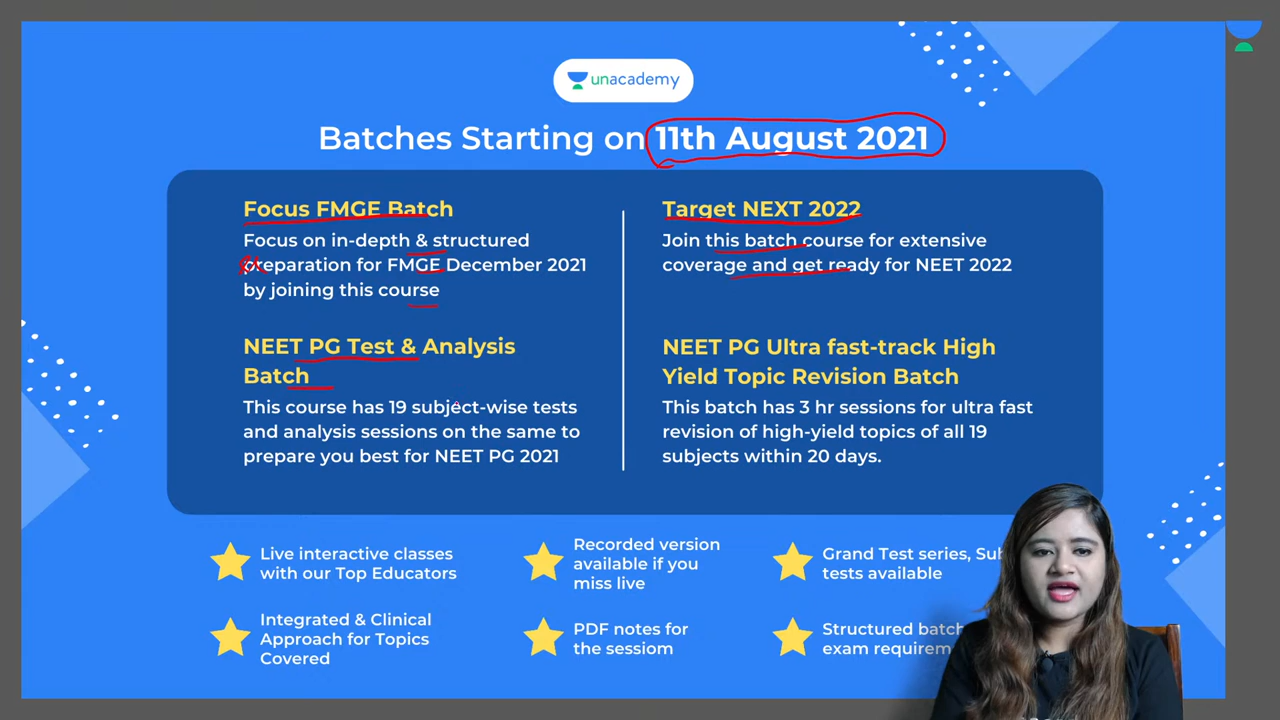 unacademy
Batches Starting on 11th August 2021
Focus FMGE Batch
Focus on in-depth & structured
preparation for FMGE December 2021
by joining this course
Target NEXT 2022
Join this batch course for extensive
coverage and get ready for NEET 2022
NEET PG Test & Analysis
Batch
This course has 19 subject-wise tests
and analysis sessions on the same to
prepare you best for NEET PG 2021
NEET PG Ultra fast-track High
Yield Topic Revision Batch
This batch has 3 hr sessions for ultra fast
revision of high-yield topics of all 19
subjects within 20 days.
Live interactive classes
with our Top Educators
Recorded version
available if you
miss live
Grand Test series,
tests available
Integrated & Clinical
Approach for Topics
Covered
PDF notes for
the sessiom
Structured
exam